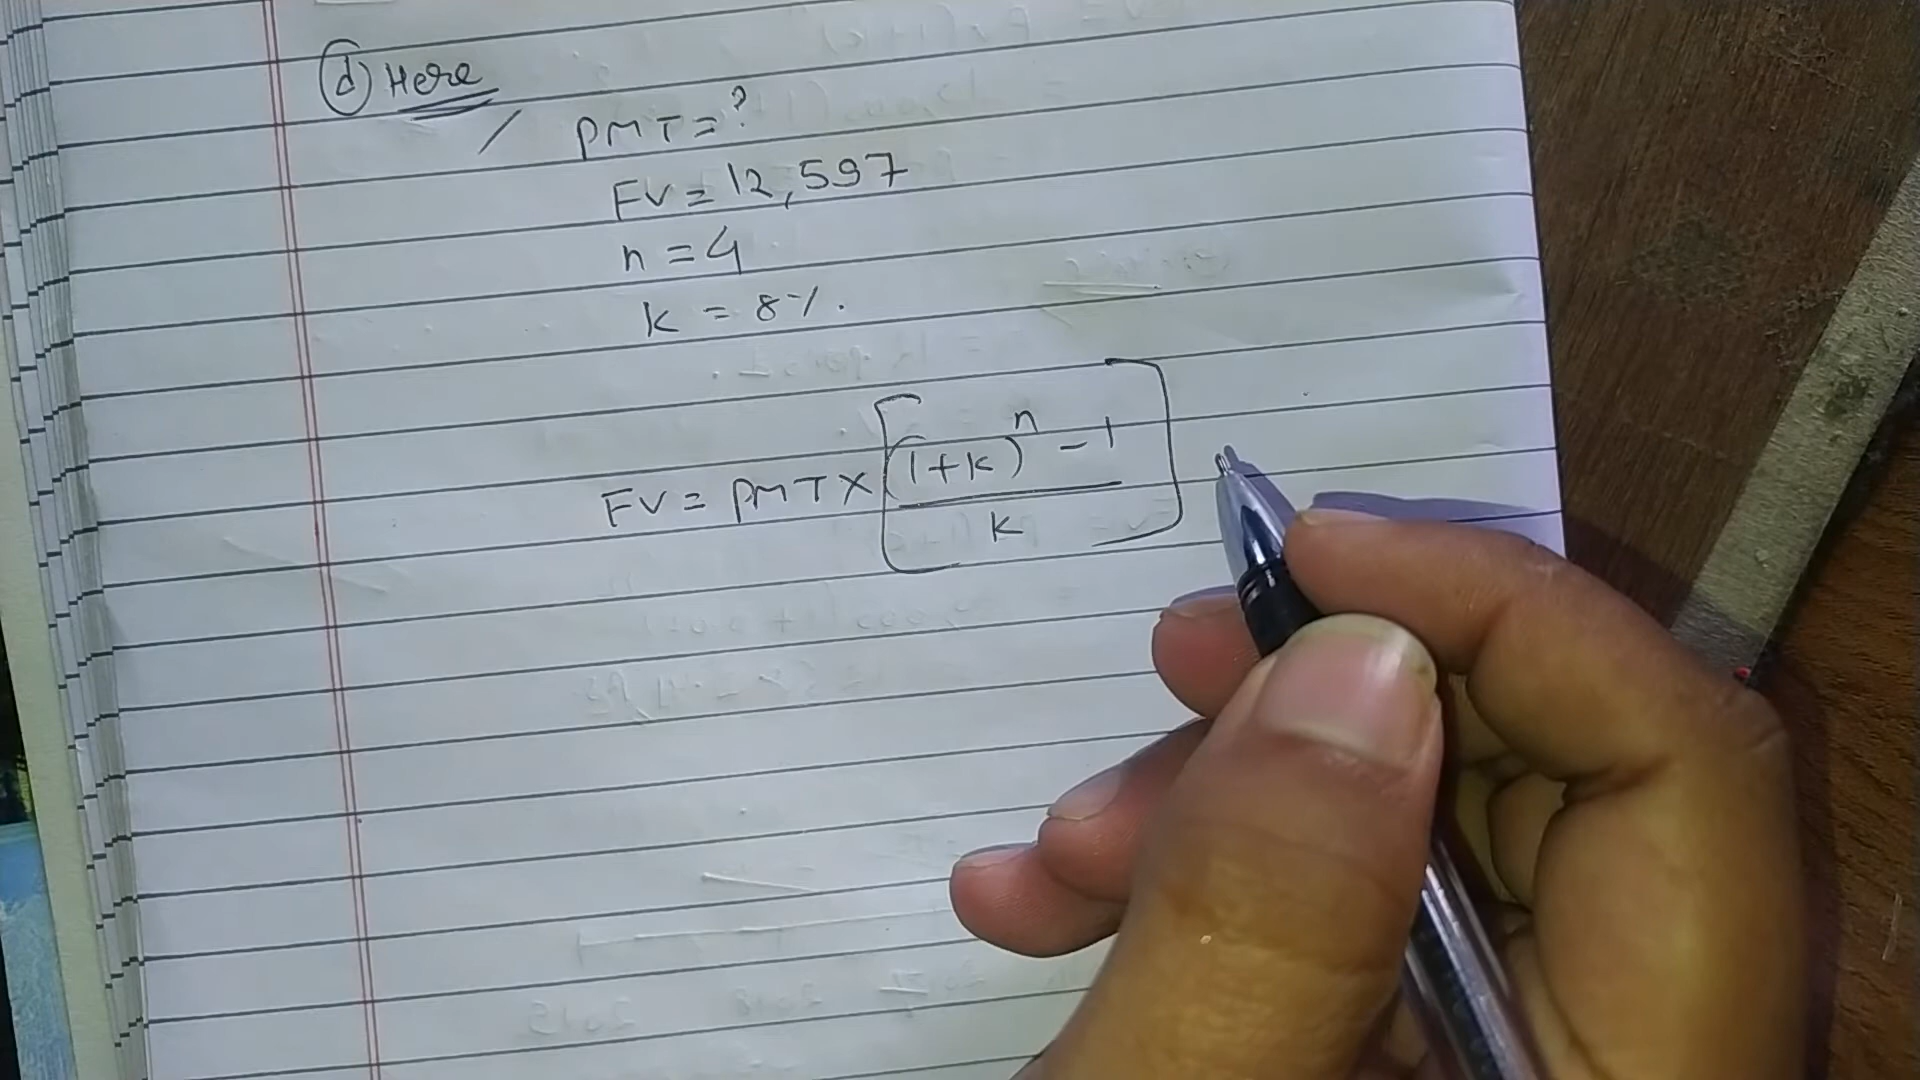 (d) Here
PMT = ?
FV = 12,597
n = 4
k = 8%.
FV = PMT × [((1+k)^n - 1) / k]